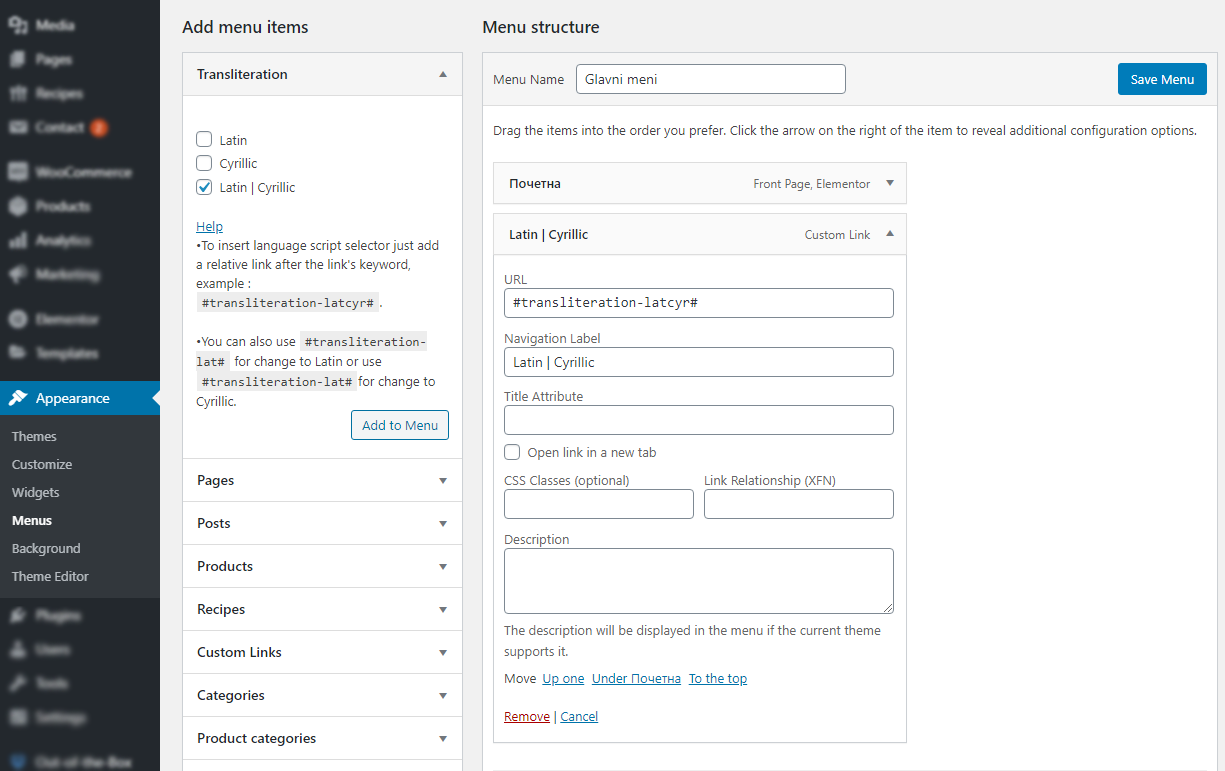 Media
Pages
Recipes
Contact 2
WooCommerce
Products
Analytics
Marketing
Elementor
Templates
Appearance
Themes
Customize
Widgets
Menus
Background
Theme Editor
Plugins
Users
Tools
Settings
Out-of-the-Box
Add menu items
Transliteration
Latin
Cyrillic
Latin | Cyrillic
Help
•To insert language script selector just add
a relative link after the link's keyword,
example :
#transliteration-latcyr# .
•You can also use #transliteration-
lat# for change to Latin or use
#transliteration-lat# for change to
Cyrillic.
Add to Menu
Pages
Posts
Products
Recipes
Custom Links
Categories
Product categories
Menu structure
Menu Name Glavni meni Save Menu
Drag the items into the order you prefer. Click the arrow on the right of the item to reveal additional configuration options.
Почетна Front Page, Elementor
Latin | Cyrillic Custom Link
URL
#transliteration-latcyr#
Navigation Label
Latin | Cyrillic
Title Attribute
Open link in a new tab
CSS Classes (optional) Link Relationship (XFN)
Description
The description will be displayed in the menu if the current theme
supports it.
Move Up one Under Почетна To the top
Remove | Cancel